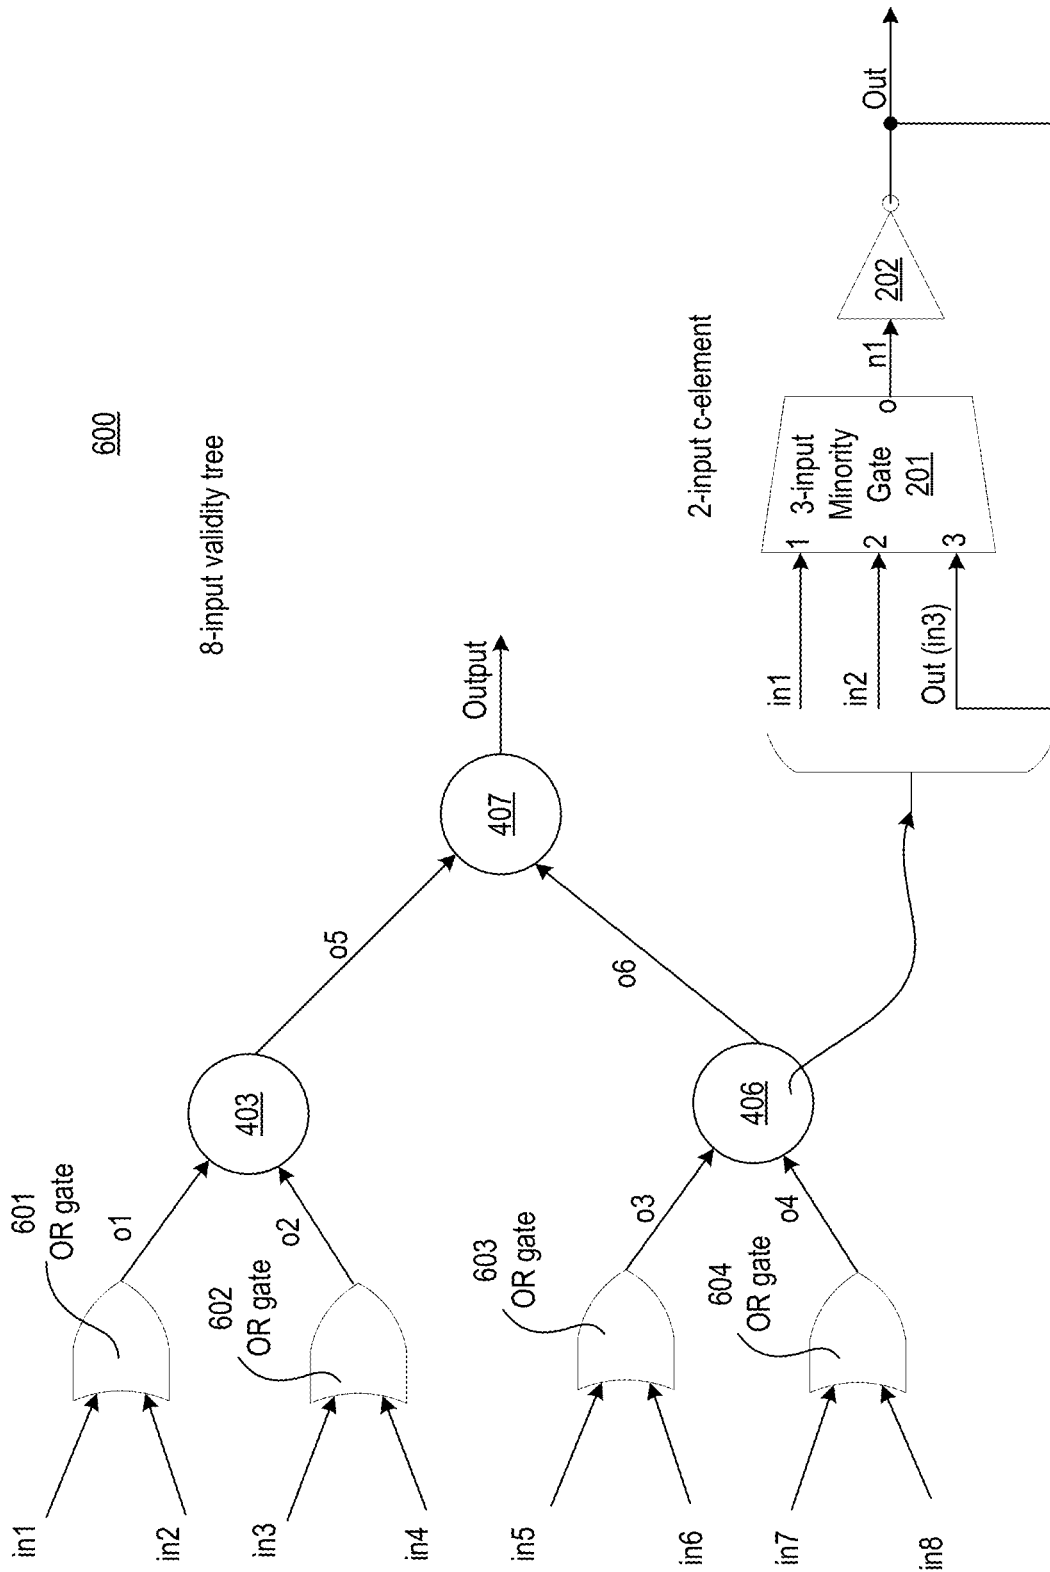 600
8-input validity tree
in1
in2
601
OR gate
o1
in3
in4
602
OR gate
o2
403
o5
in5
in6
603
OR gate
o3
in7
in8
604
OR gate
o4
406
o6
407
Output
2-input c-element
in1
in2
Out (in3)
1
2
3
3-input
Minority
Gate
201
o
n1
202
Out